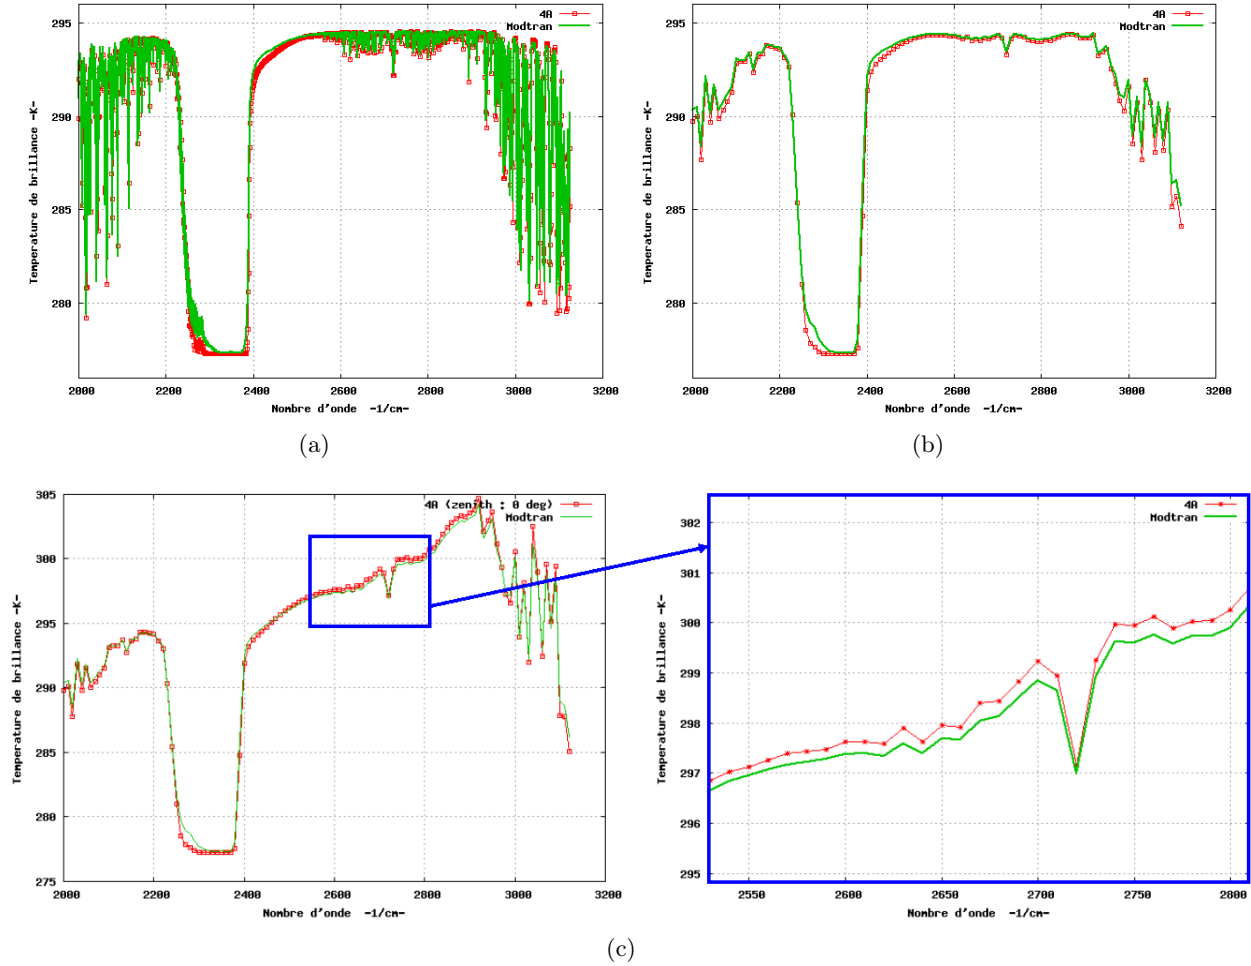 295
290
285
280
2000 2200 2400 2600 2800 3000 3200
Temperature de brillance -K-
Nombre d'onde -1/cm-
4A
Modtran
(a)
295
290
285
280
2000 2200 2400 2600 2800 3000 3200
Temperature de brillance -K-
Nombre d'onde -1/cm-
4A
Modtran
(b)
305
300
295
290
285
280
275
2000 2200 2400 2600 2800 3000 3200
Temperature de brillance -K-
Nombre d'onde -1/cm-
4A (zenith : 0 deg)
Modtran
302
301
300
299
298
297
296
295
2550 2600 2650 2700 2750 2800
Temperature de brillance -K-
Nombre d'onde -1/cm-
4A
Modtran
(c)